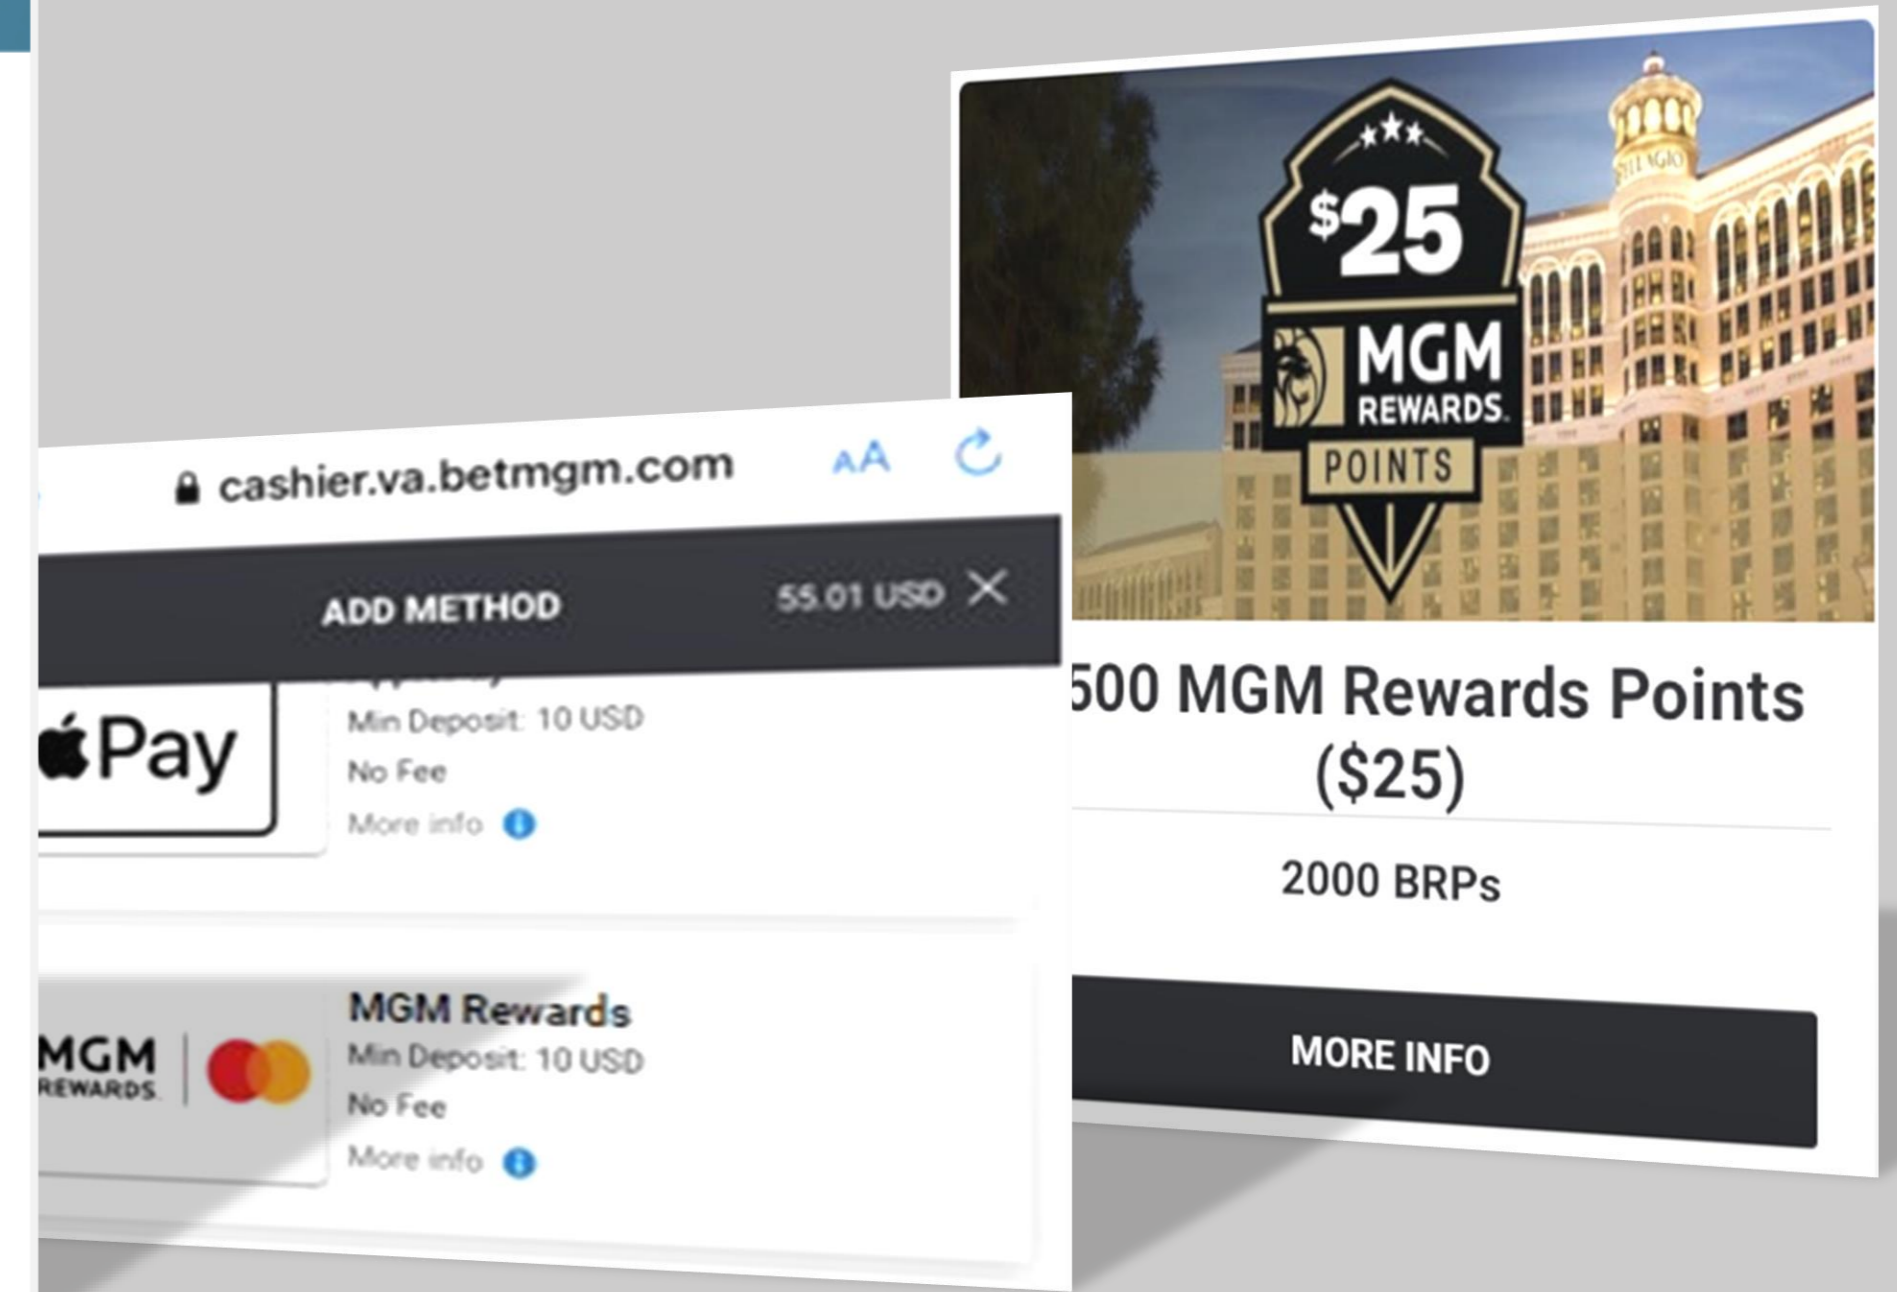 cashier.va.betmgm.com AA
ADD METHOD 55.01 USD
Pay
Min Deposit: 10 USD
No Fee
More info
MGM
REWARDS
MGM Rewards
Min Deposit: 10 USD
No Fee
More info
BELLAGIO
$25
MGM
REWARDS
POINTS
500 MGM Rewards Points
($25)
2000 BRPs
MORE INFO